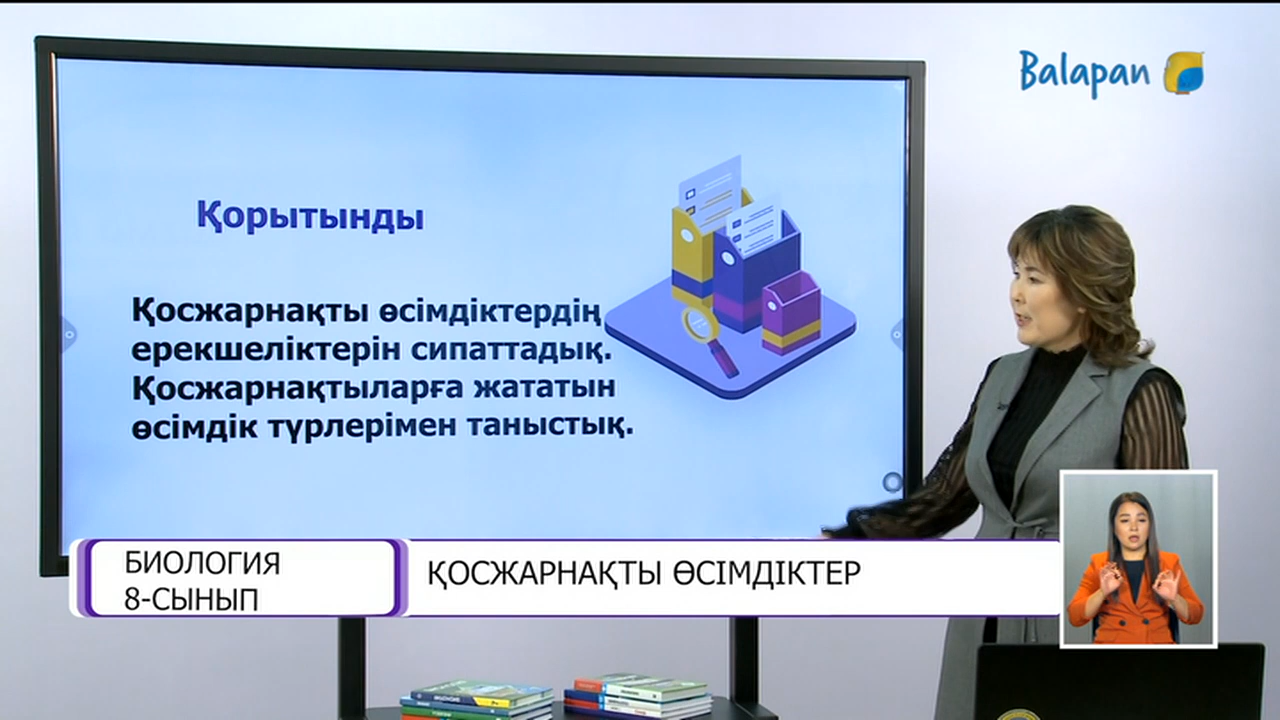 Balapan
Қорытынды
Қосжарнақты өсімдіктердің
ерекшеліктерін сипаттадық.
Қосжарнақтыларға жататын
өсімдік түрлерімен таныстық.
БИОЛОГИЯ
8-СЫНЫП
ҚОСЖАРНАҚТЫ ӨСІМДІКТЕР